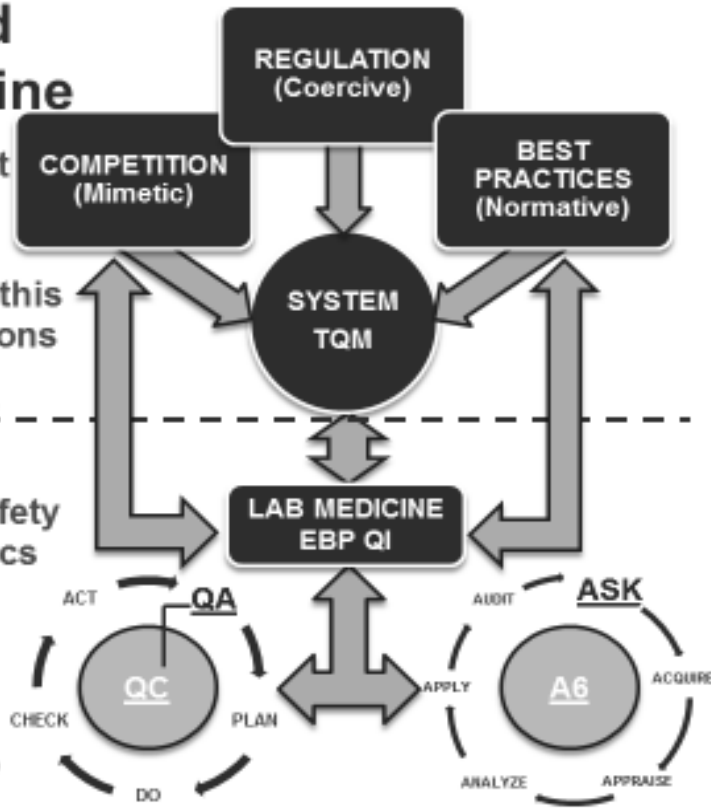 d
ine
t
this
ons
fety
cs
REGULATION
(Coercive)
COMPETITION
(Mimetic)
BEST
PRACTICES
(Normative)
SYSTEM
TQM
LAB MEDICINE
EBP QI
ACT
QA
QC
CHECK
PLAN
DO
AUDIT
ASK
A6
ACQUIRE
APPLY
ANALYZE
APPRAISE